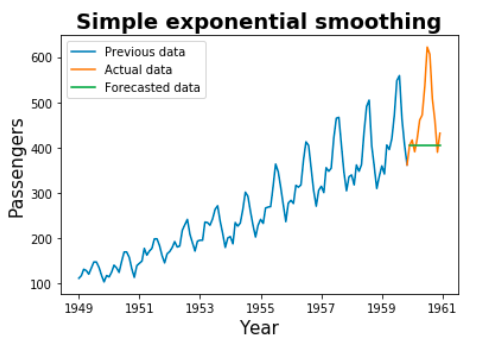 Simple exponential smoothing
Previous data
Actual data
Forecasted data
600
500
400
300
200
100
Passengers
1949 1951 1953 1955 1957 1959 1961
Year